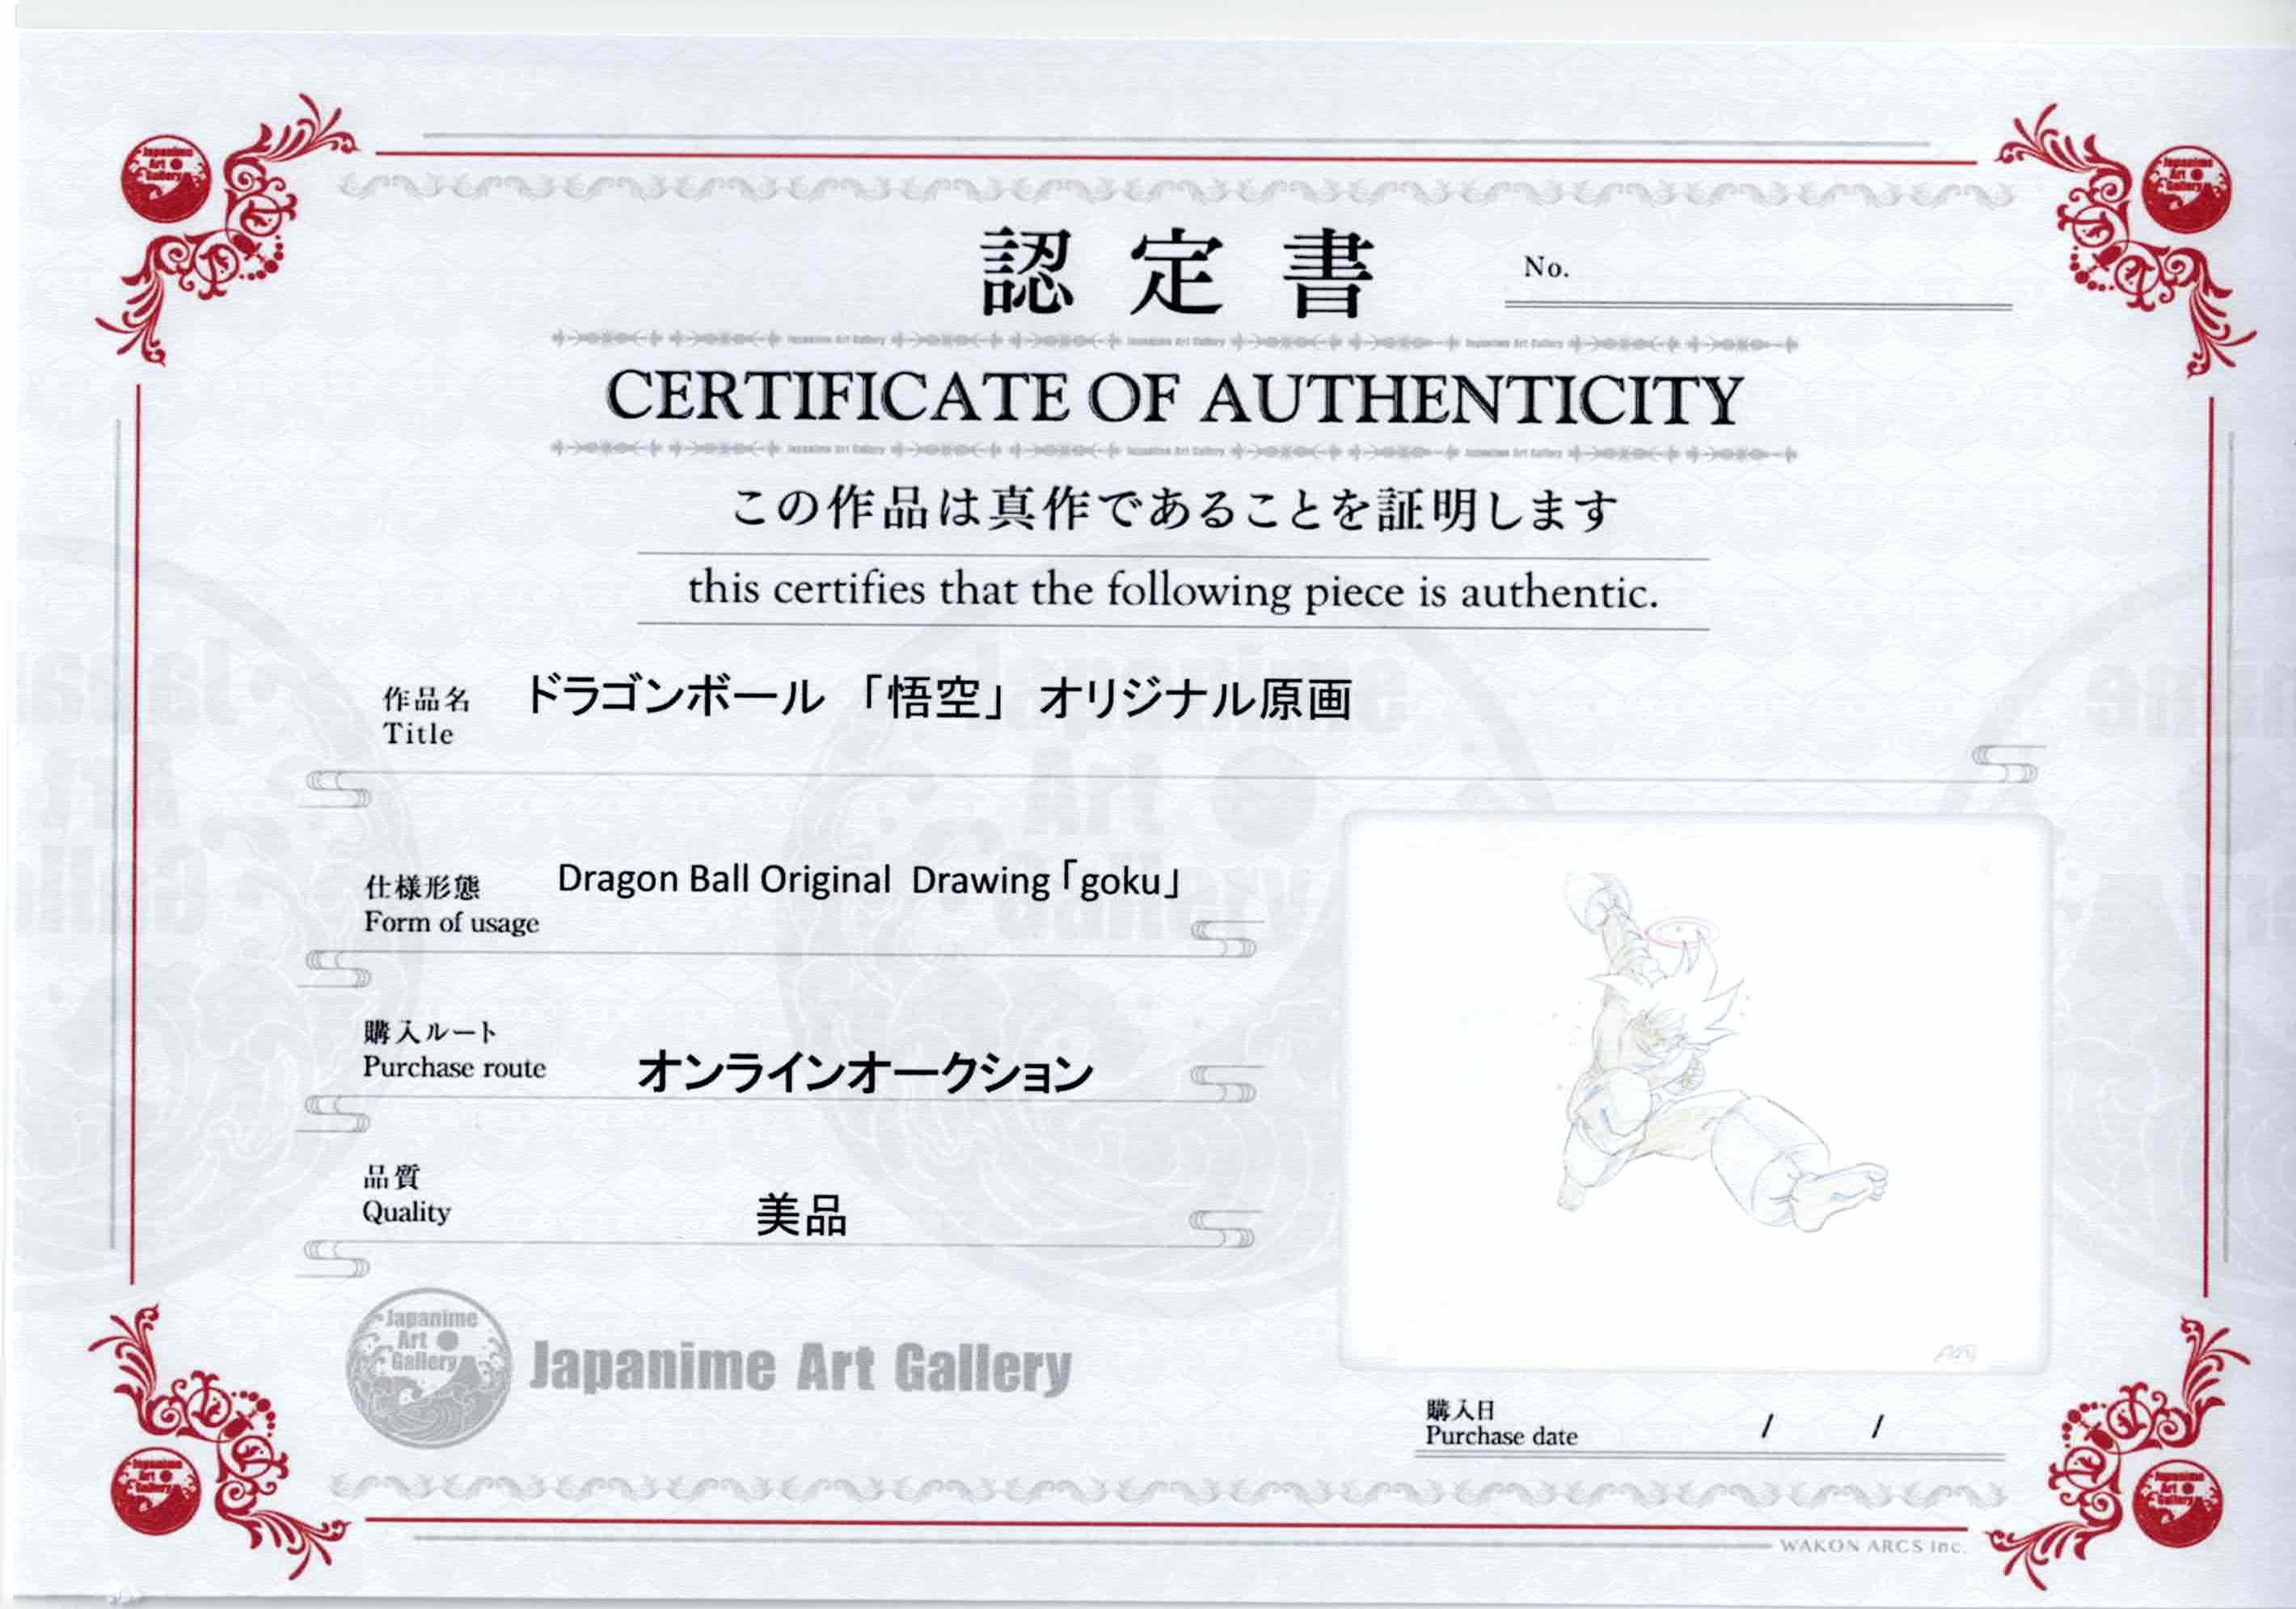 認定書
No.
CERTIFICATE OF AUTHENTICITY
この作品は真作であることを証明します
this certifies that the following piece is authentic.
作品名 ドラゴンボール 「悟空」 オリジナル原画
Title
仕様形態 Dragon Ball Original Drawing「goku」
Form of usage
購入ルート
Purchase route オンラインオークション
品質
Quality 美品
Japanime
Art
Gallery
Japanime Art Gallery
購入日
Purchase date / /
WAKON ARCS Inc.